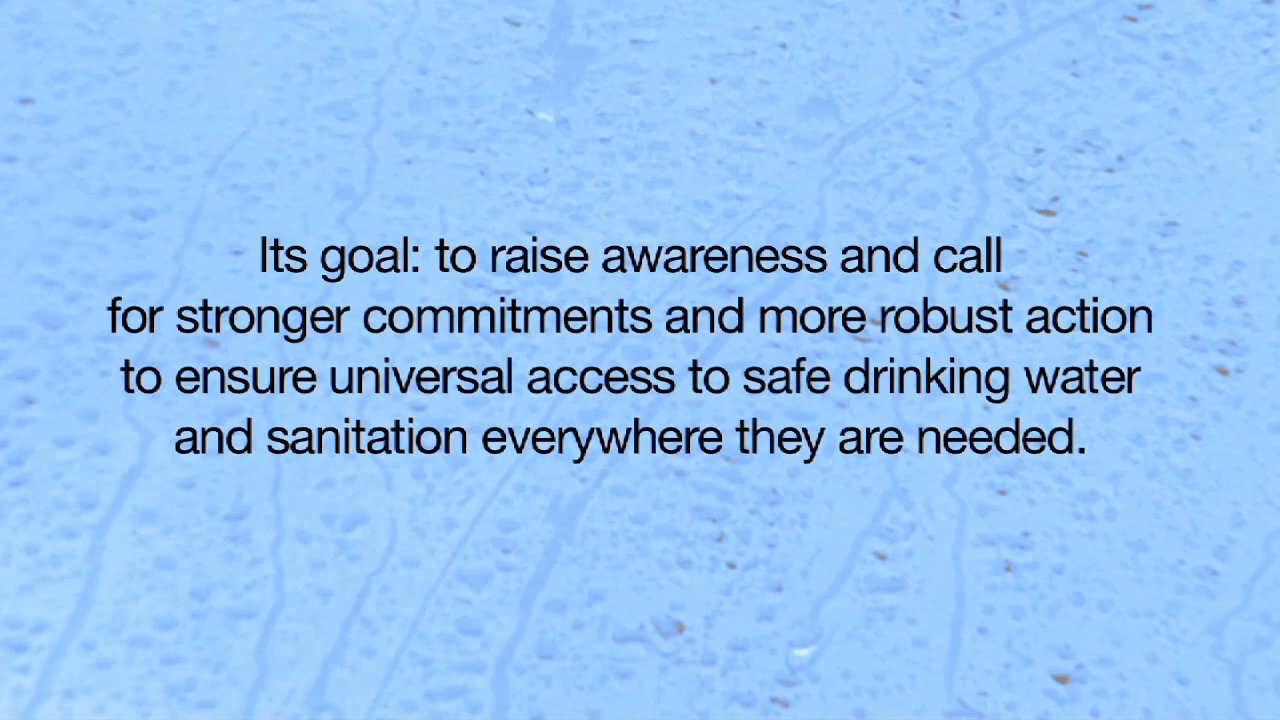 Its goal: to raise awareness and call
for stronger commitments and more robust action
to ensure universal access to safe drinking water
and sanitation everywhere they are needed.